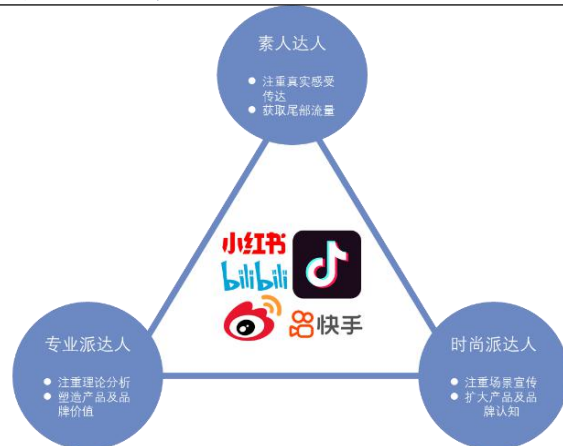 素人达人
注重真实感受
传达
获取尾部流量
小红书
bilibili
快手
专业派达人
注重理论分析
塑造产品及品
牌价值
时尚派达人
注重场景宣传
扩大产品及品
牌认知